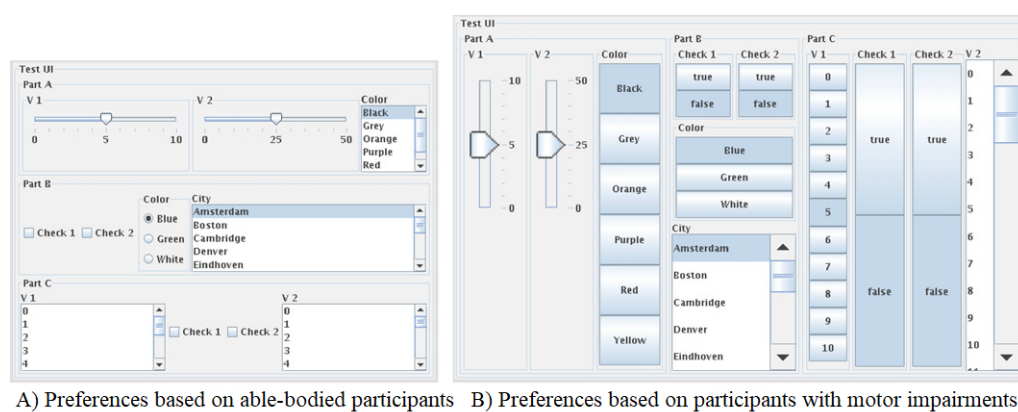 Test UI
Part A
V 1
0 5 10
V 2
0 25 50
Color
Black
Grey
Orange
Purple
Red
Part B
Check 1 Check 2
Color
Blue
Green
White
City
Amsterdam
Boston
Cambridge
Denver
Eindhoven
Part C
V 1
0
1
2
3
4
Check 1 Check 2
V 2
0
1
2
3
4
A) Preferences based on able-bodied participants
Test UI
Part A
V 1
10
5
0
V 2
50
25
0
Color
Black
Grey
Orange
Purple
Red
Yellow
Part B
Check 1
true
false
Check 2
true
false
Color
Blue
Green
White
City
Amsterdam
Boston
Cambridge
Denver
Eindhoven
Part C
V 1
0
1
2
3
4
5
6
7
8
9
10
Check 1
true
false
Check 2
true
false
V 2
0
1
2
3
4
5
6
7
8
9
10
B) Preferences based on participants with motor impairments